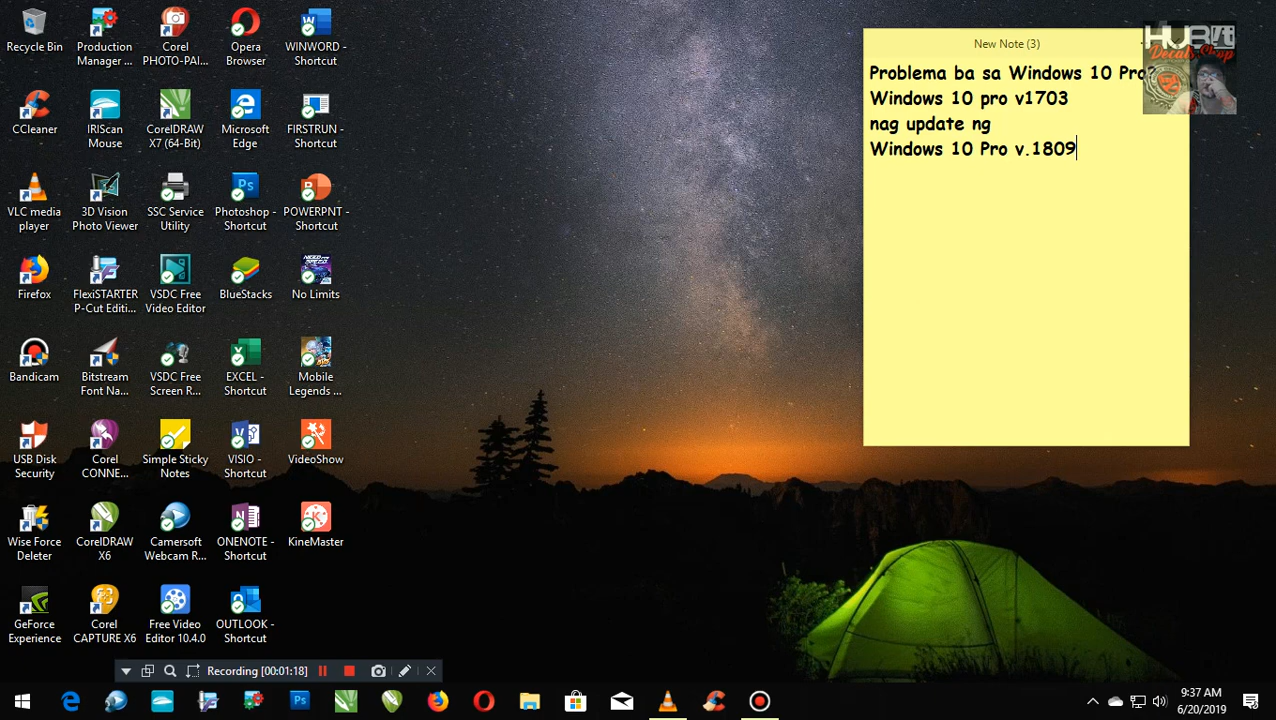 Recycle Bin
Production
Manager ...
Corel
PHOTO-PAI...
Opera
Browser
WINWORD -
Shortcut
CCleaner
IRIScan
Mouse
CorelDRAW
X7 (64-Bit)
Microsoft
Edge
FIRSTRUN -
Shortcut
VLC media
player
3D Vision
Photo Viewer
SSC Service
Utility
Photoshop -
Shortcut
POWERPNT -
Shortcut
Firefox
FlexiSTARTER
P-Cut Editi...
VSDC Free
Video Editor
BlueStacks
No Limits
Bandicam
Bitstream
Font Na...
VSDC Free
Screen R...
EXCEL -
Shortcut
Mobile
Legends ...
USB Disk
Security
Corel
CONNE...
Simple Sticky
Notes
VISIO -
Shortcut
VideoShow
Wise Force
Deleter
CorelDRAW
X6
Camersoft
Webcam R...
ONENOTE -
Shortcut
KineMaster
GeForce
Experience
Corel
CAPTURE X6
Free Video
Editor 10.4.0
OUTLOOK -
Shortcut
New Note (3)
Problema ba sa Windows 10 Pro?
Windows 10 pro v1703
nag update ng
Windows 10 Pro v.1809
Decals Shop
Recording [00:01:18]
Ps
9:37 AM
6/20/2019